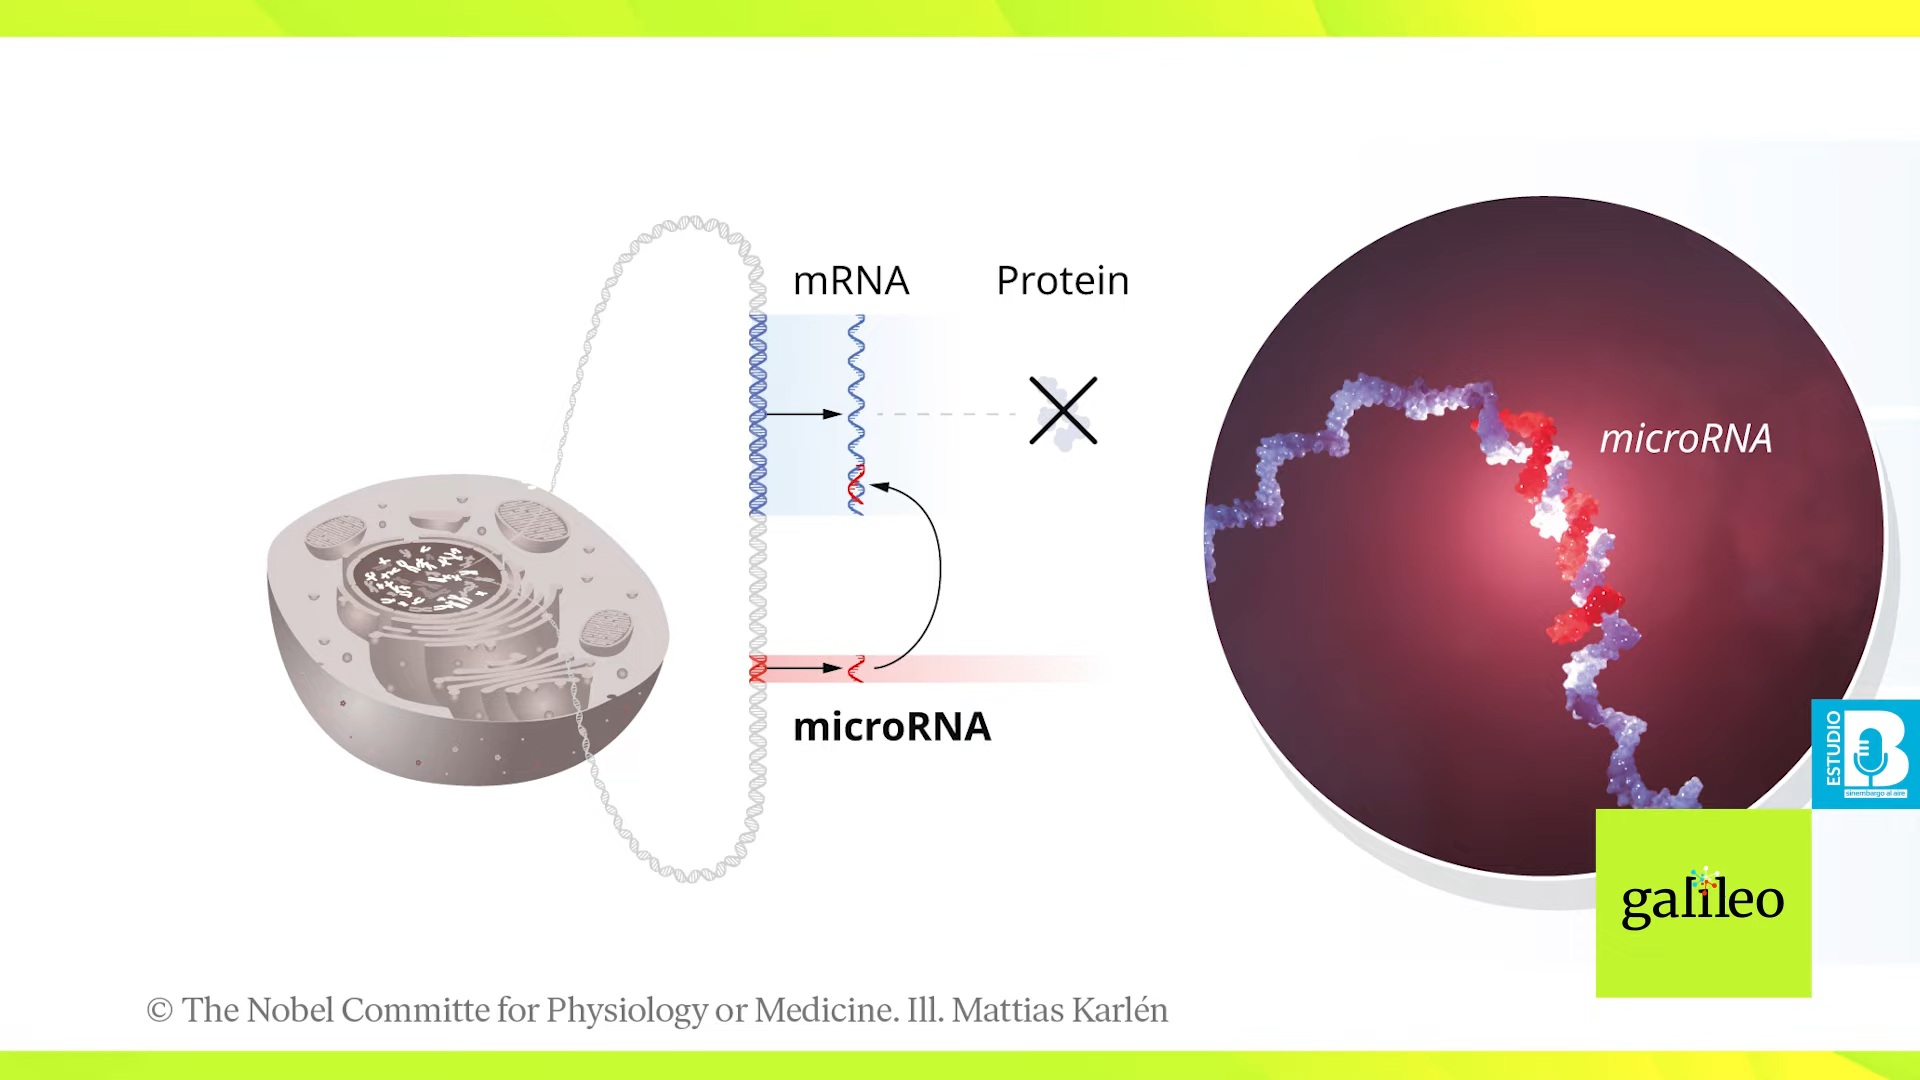 mRNA
Protein
microRNA
microRNA
ESTUDIO
B
sinembargo al aire
galileo
© The Nobel Committe for Physiology or Medicine. Ill. Mattias Karlén